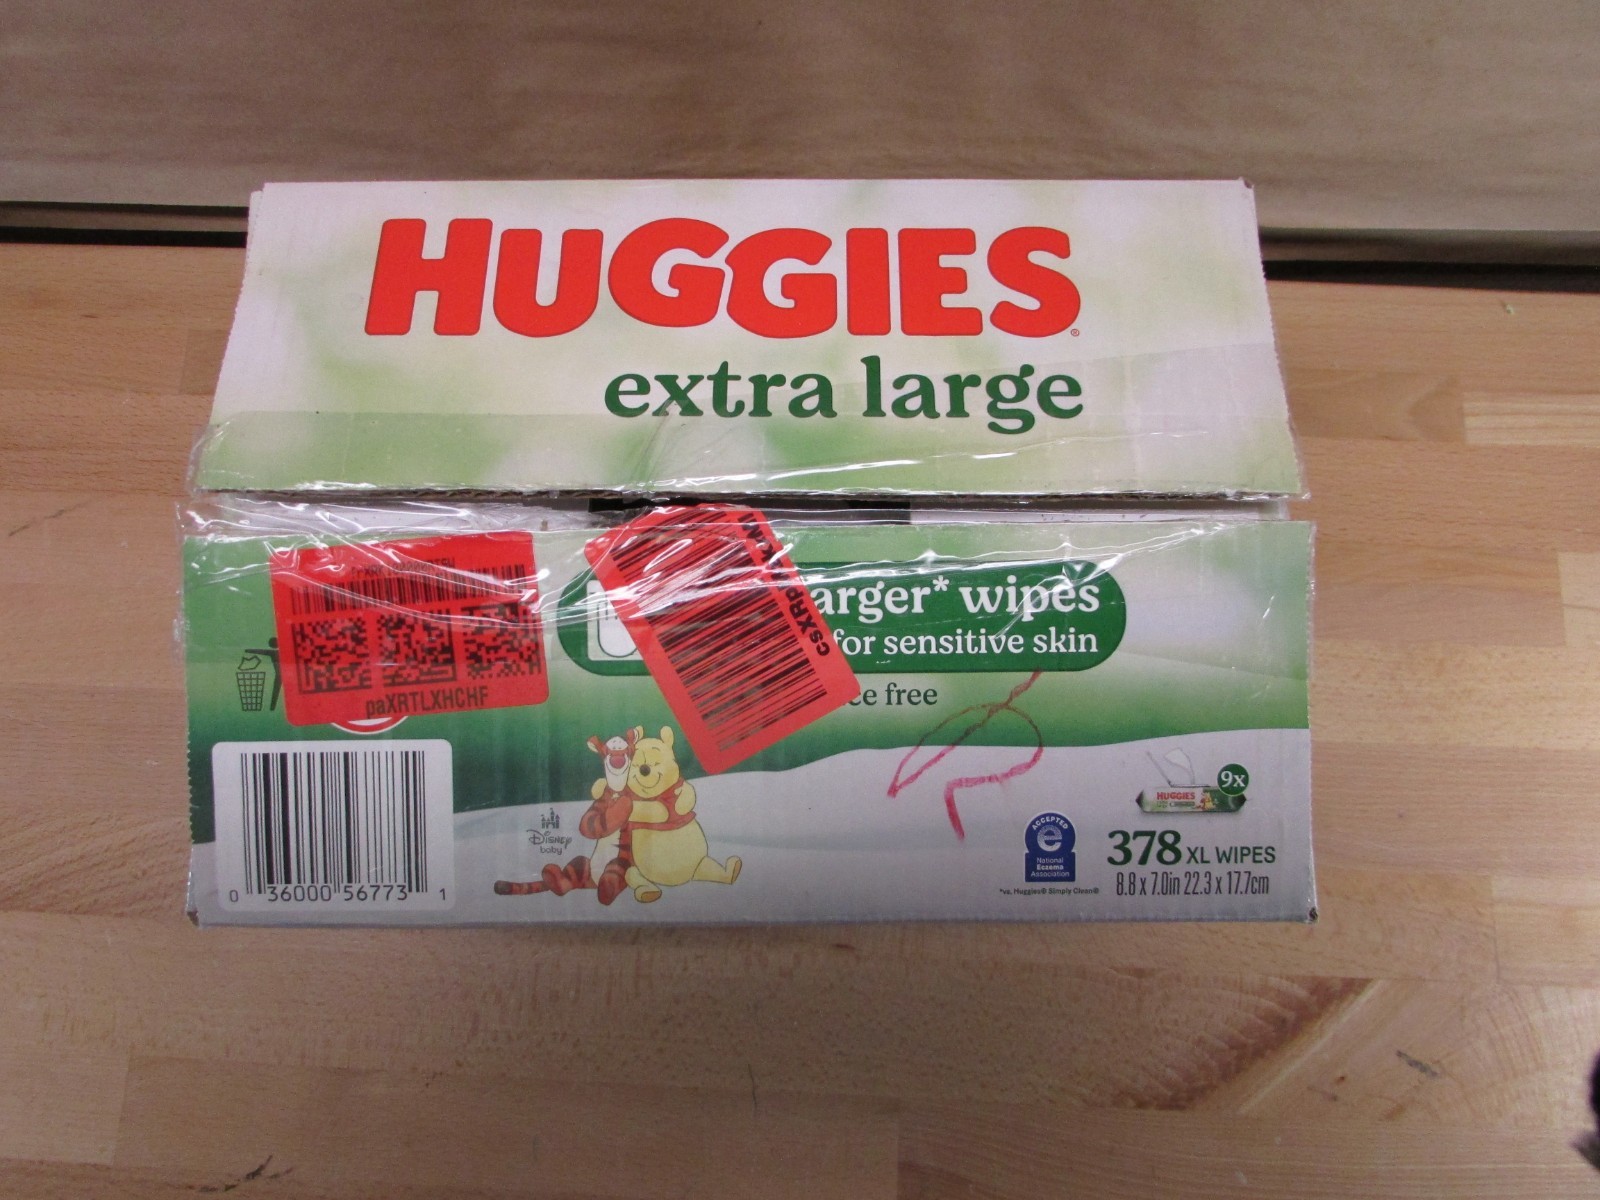 HUGGIES®
extra large
arger* wipes
for sensitive skin
ce free
paXRTLXHCHF
csXRp
Disney
baby
0 36000 56773 1
ACCEPTED
e
National
Eczema
Association
*vs. Huggies® Simply Clean®
9x
HUGGIES
378 XL WIPES
8.8 x 7.0in 22.3 x 17.7cm